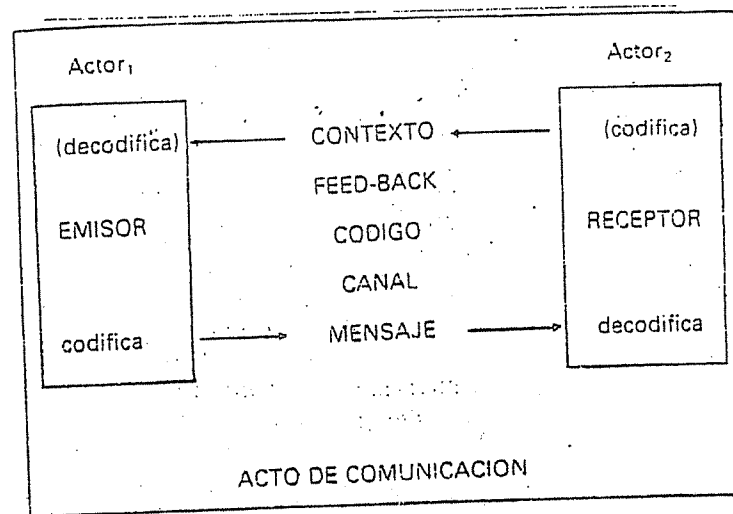 Actor₁ Actor₂
(decodifica) CONTEXTO (codifica)
FEED-BACK
EMISOR CODIGO RECEPTOR
CANAL
codifica MENSAJE decodifica
ACTO DE COMUNICACION